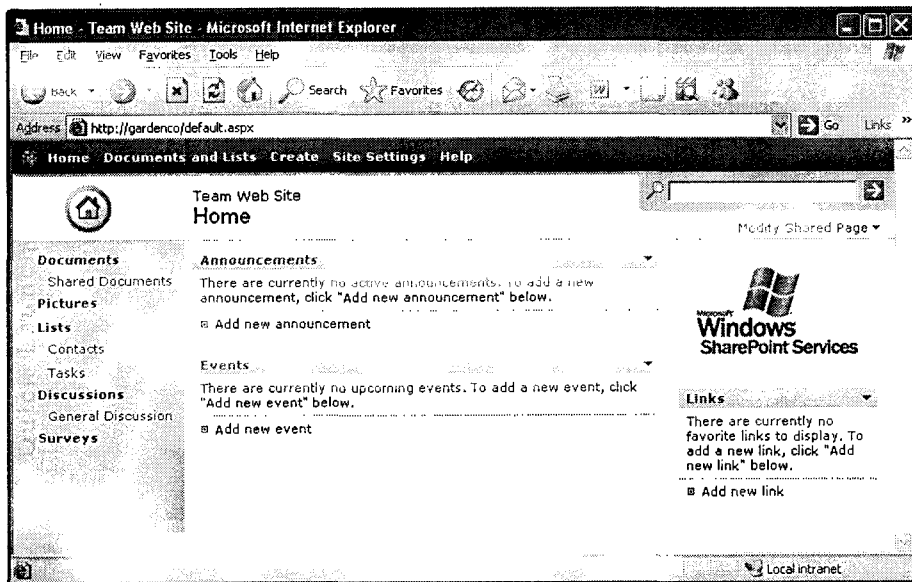 Home - Team Web Site - Microsoft Internet Explorer
File Edit View Favorites Tools Help
Back Search Favorites
Address http://gardenco/default.aspx Go Links »
Home Documents and Lists Create Site Settings Help
Team Web Site
Home
Modify Shared Page
Documents
Shared Documents
Pictures
Lists
Contacts
Tasks
Discussions
General Discussion
Surveys
Announcements
There are currently no active announcements. To add a new
announcement, click "Add new announcement" below.
Add new announcement
Events
There are currently no upcoming events. To add a new event, click
"Add new event" below.
Add new event
Microsoft
Windows
SharePoint Services
Links
There are currently no
favorite links to display. To
add a new link, click "Add
new link" below.
Add new link
Local intranet